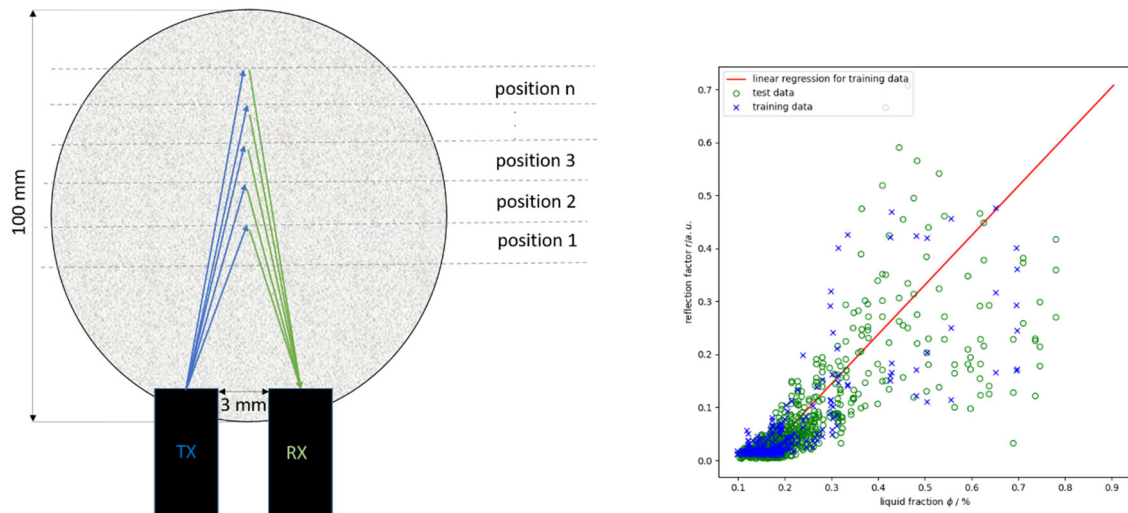 100 mm
position n
position 3
position 2
position 1
3 mm
TX
RX
linear regression for training data
test data
training data
reflection factor r/a. u.
0.7
0.6
0.5
0.4
0.3
0.2
0.1
0.0
0.1 0.2 0.3 0.4 0.5 0.6 0.7 0.8 0.9
liquid fraction ϕ / %